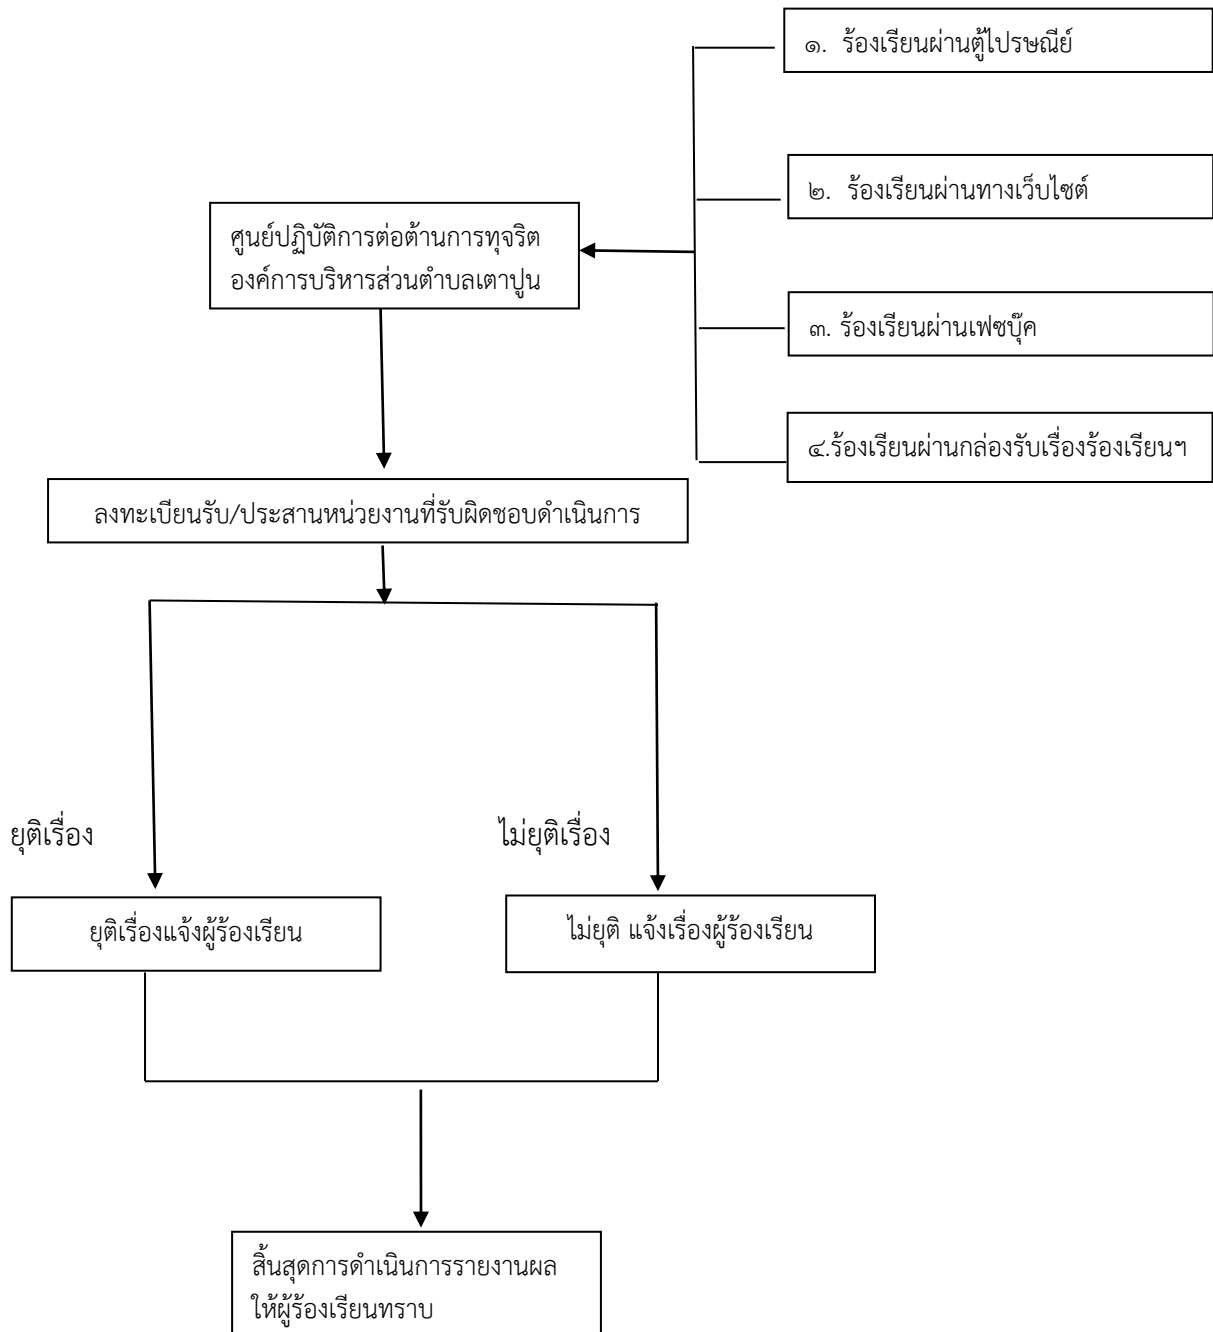 ๑. ร้องเรียนผ่านตู้ไปรษณีย์
๒. ร้องเรียนผ่านทางเว็บไซต์
ศูนย์ปฏิบัติการต่อต้านการทุจริต
องค์การบริหารส่วนตำบลเตาปูน
๓. ร้องเรียนผ่านเฟซบุ๊ค
๔.ร้องเรียนผ่านกล่องรับเรื่องร้องเรียนฯ
ลงทะเบียนรับ/ประสานหน่วยงานที่รับผิดชอบดำเนินการ
ยุติเรื่อง
ไม่ยุติเรื่อง
ยุติเรื่องแจ้งผู้ร้องเรียน
ไม่ยุติ แจ้งเรื่องผู้ร้องเรียน
สิ้นสุดการดำเนินการรายงานผล
ให้ผู้ร้องเรียนทราบ